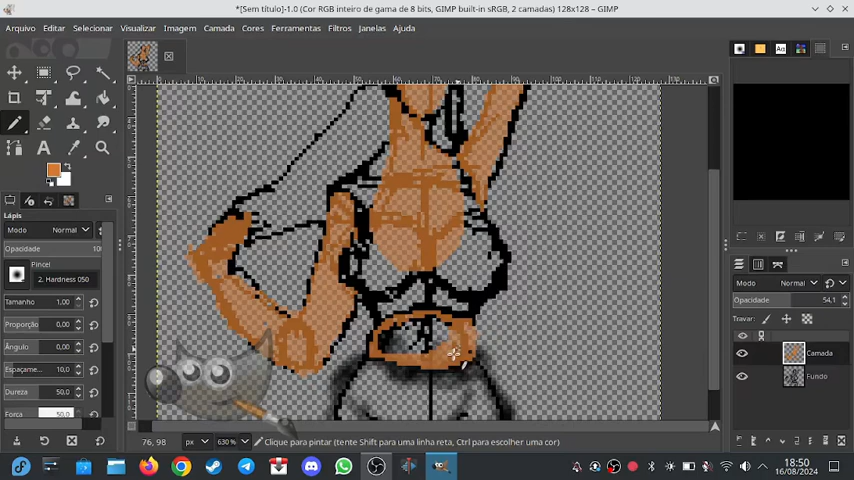 *[Sem título]-1.0 (Cor RGB inteiro de gama de 8 bits, GIMP built-in sRGB, 2 camadas) 128x128 – GIMP
Arquivo Editar Selecionar Visualizar Imagem Camada Cores Ferramentas Filtros Janelas Ajuda
Lápis
Modo Normal
Opacidade 10
Pincel
2. Hardness 050
Tamanho 1,00
Proporção 0,00
Ângulo 0,00
Espaçame... 10,0
Dureza 50,0
Força 50,0
Modo Normal
Opacidade 54,1
Travar:
Camada
Fundo
76, 98 px 630 % Clique para pintar (tente Shift para uma linha reta, Ctrl para escolher uma cor)
18:50
16/08/2024